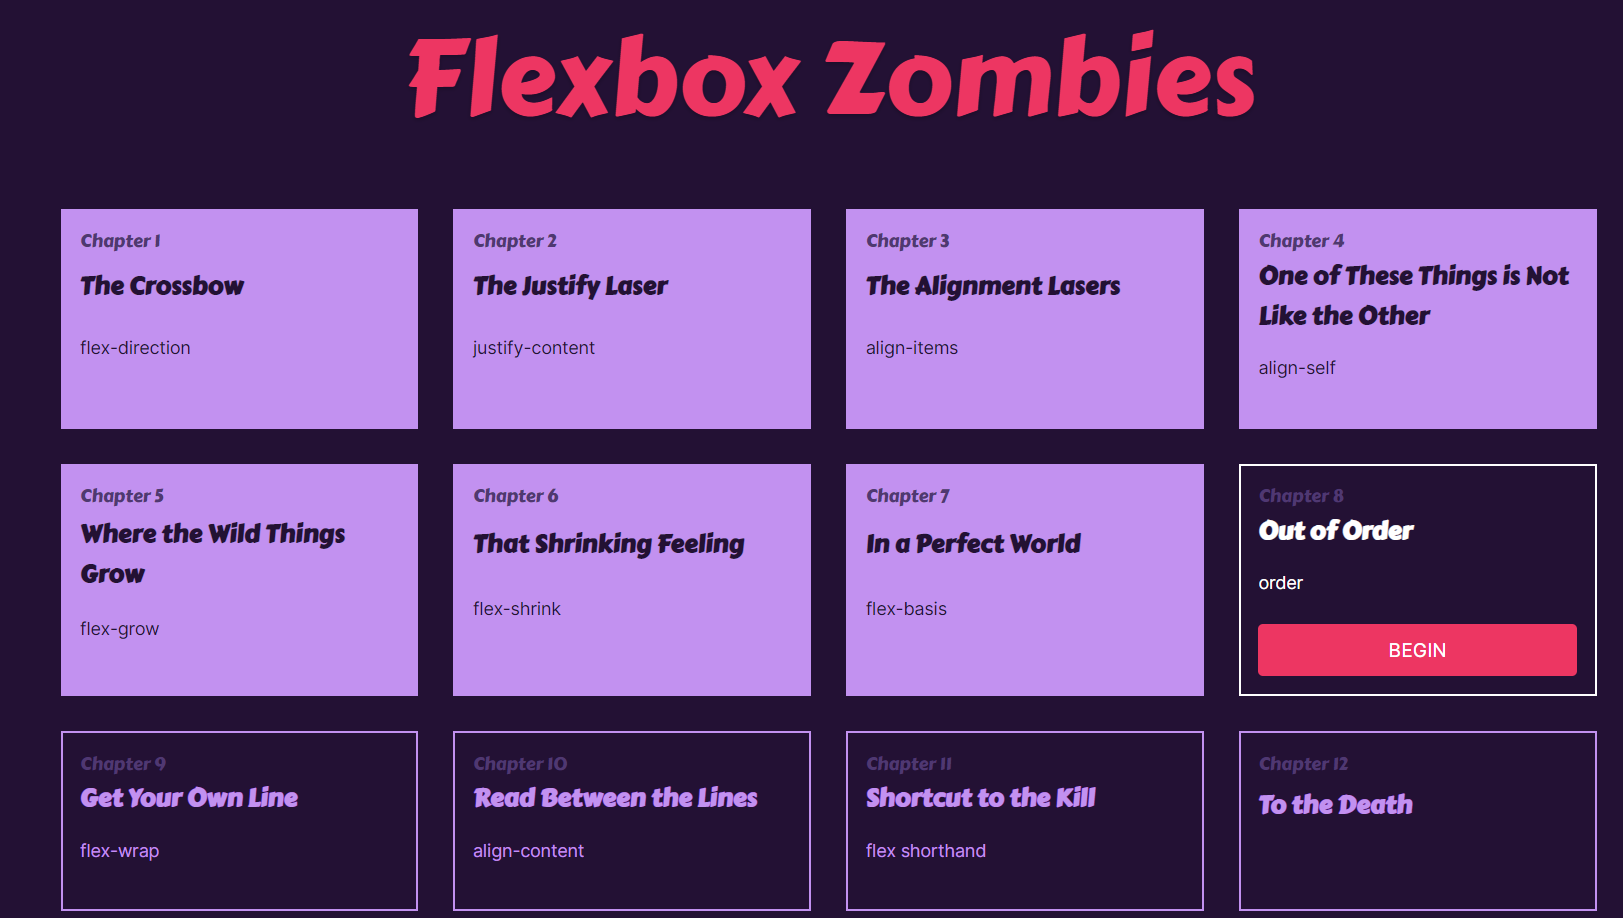 Flexbox Zombies
Chapter 1
The Crossbow
flex-direction
Chapter 2
The Justify Laser
justify-content
Chapter 3
The Alignment Lasers
align-items
Chapter 4
One of These Things is Not
Like the Other
align-self
Chapter 5
Where the Wild Things
Grow
flex-grow
Chapter 6
That Shrinking Feeling
flex-shrink
Chapter 7
In a Perfect World
flex-basis
Chapter 8
Out of Order
order
BEGIN
Chapter 9
Get Your Own Line
flex-wrap
Chapter 10
Read Between the Lines
align-content
Chapter 11
Shortcut to the Kill
flex shorthand
Chapter 12
To the Death